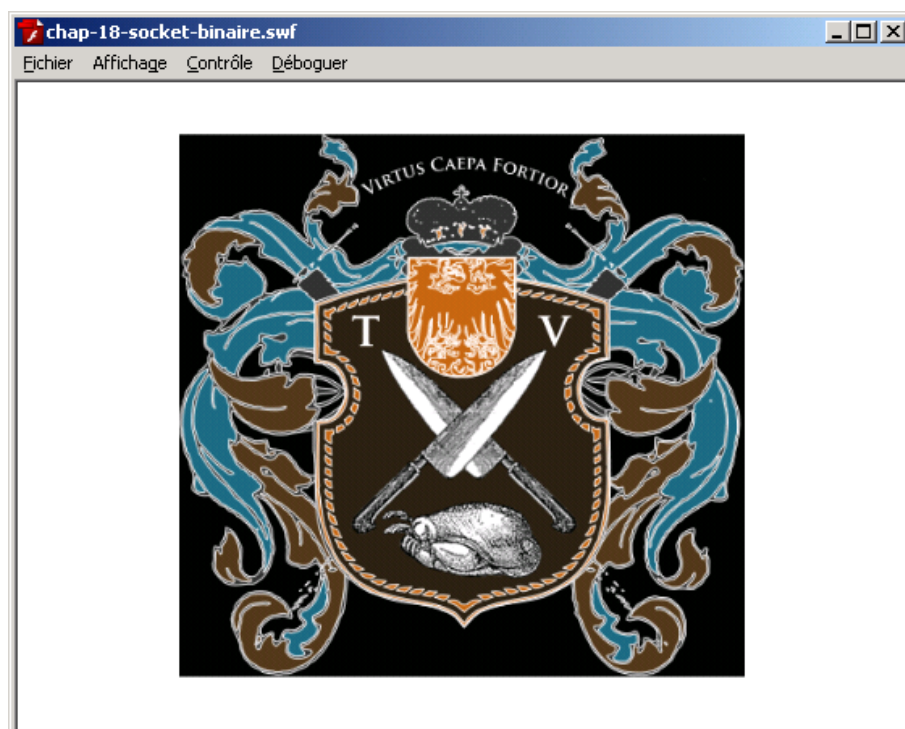 chap-18-socket-binaire.swf
Fichier Affichage Contrôle Déboguer
VIRTUS CAEPA FORTIOR
T V